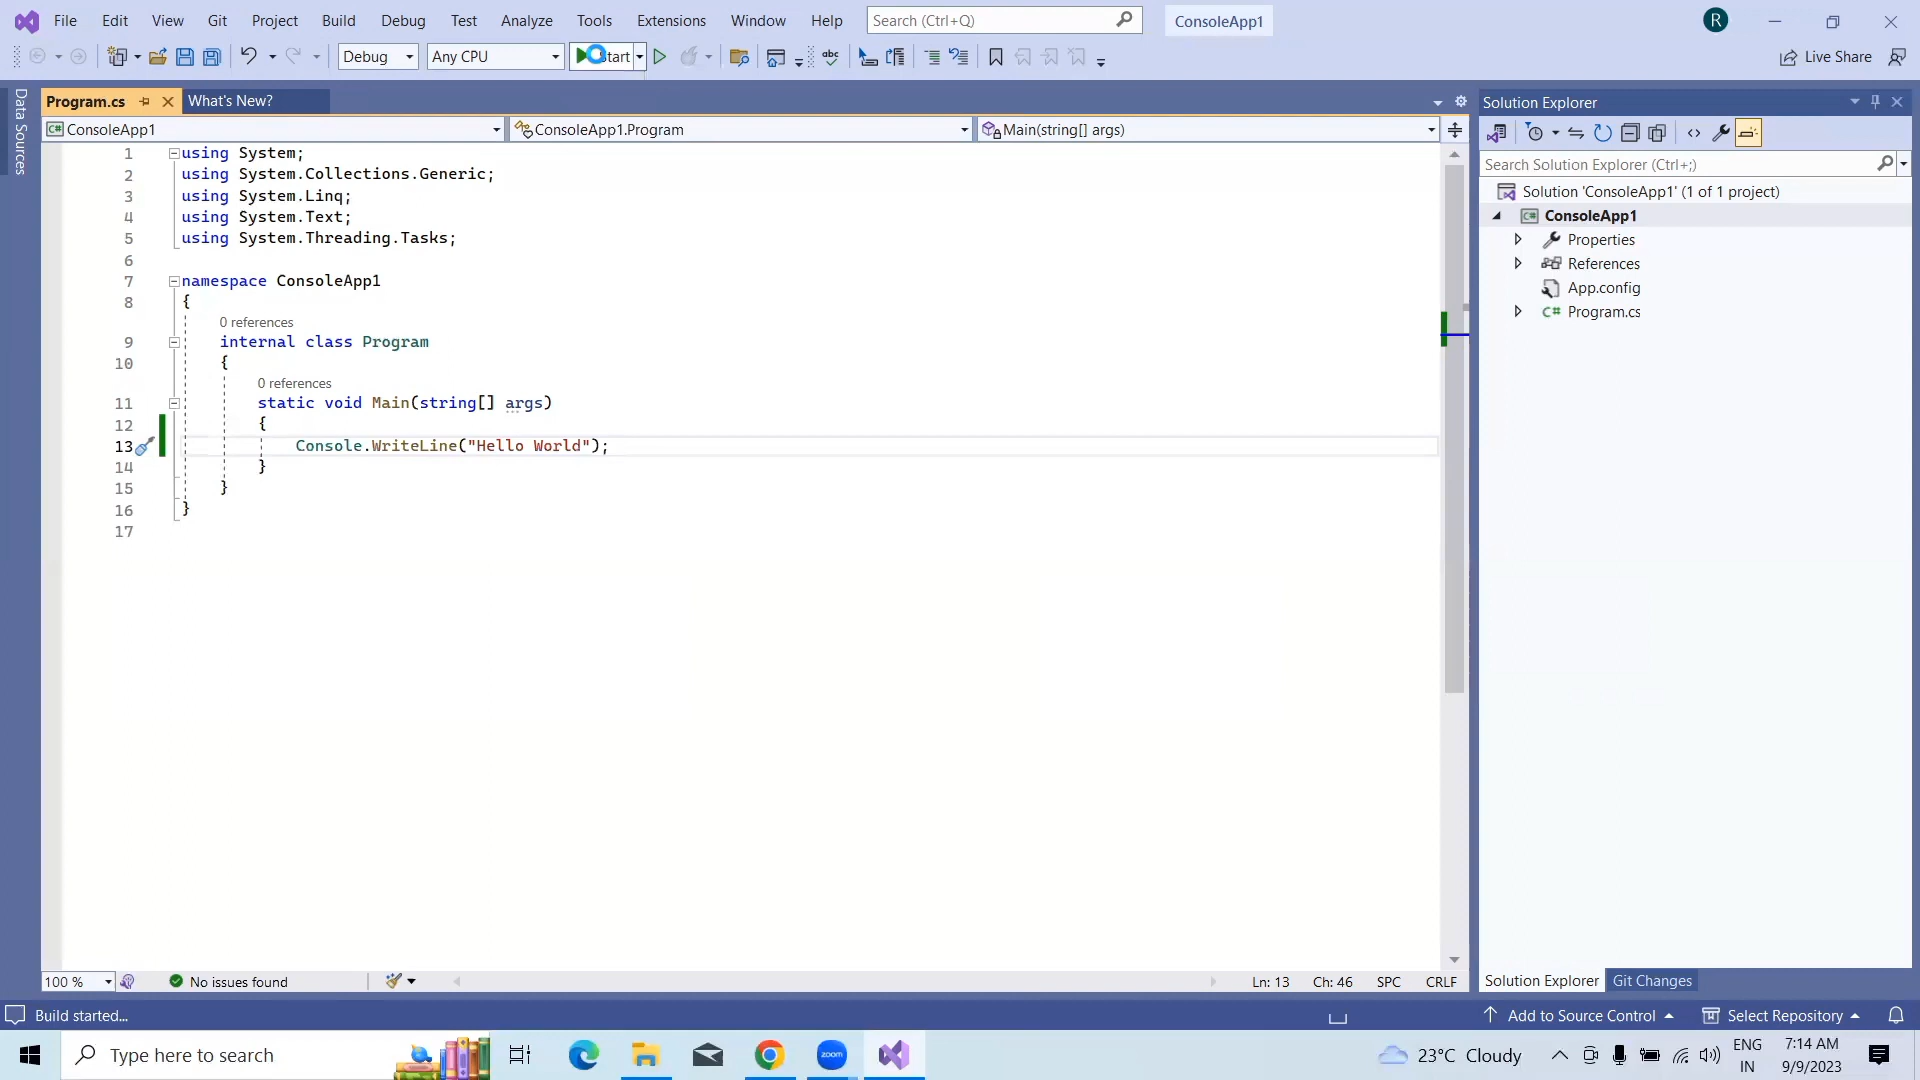 File Edit View Git Project Build Debug Test Analyze Tools Extensions Window Help Search (Ctrl+Q) ConsoleApp1 R
Debug Any CPU Start abc Live Share
Data Sources
Program.cs What's New?
ConsoleApp1 ConsoleApp1.Program Main(string[] args)
1 using System;
2 using System.Collections.Generic;
3 using System.Linq;
4 using System.Text;
5 using System.Threading.Tasks;
6
7 namespace ConsoleApp1
8 {
0 references
9 internal class Program
10 {
0 references
11 static void Main(string[] args)
12 {
13 Console.WriteLine("Hello World");
14 }
15 }
16 }
17
100 % No issues found Ln: 13 Ch: 46 SPC CRLF
Solution Explorer
Search Solution Explorer (Ctrl+;)
Solution 'ConsoleApp1' (1 of 1 project)
C# ConsoleApp1
Properties
References
App.config
C# Program.cs
Solution Explorer Git Changes
Build started... Add to Source Control Select Repository
Type here to search zoom 23°C Cloudy ENG
IN 7:14 AM
9/9/2023